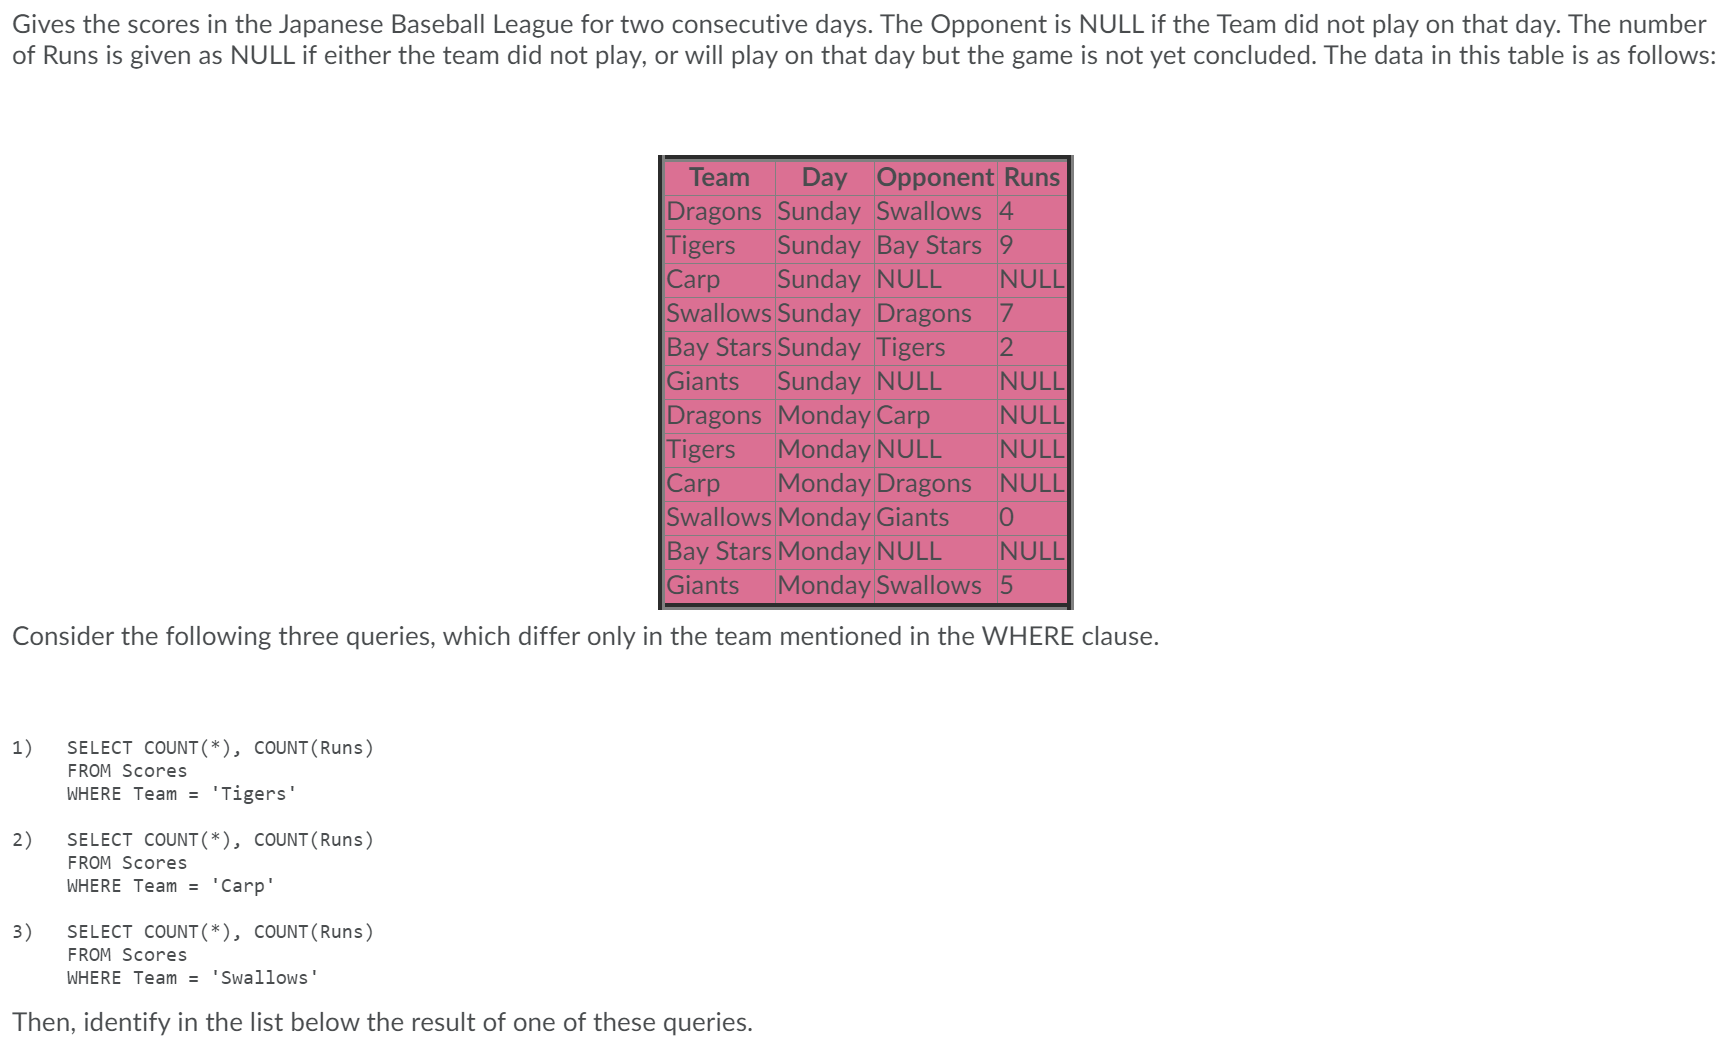 Gives the scores in the Japanese Baseball League for two consecutive days. The Opponent is NULL if the Team did not play on that day. The number
of Runs is given as NULL if either the team did not play, or will play on that day but the game is not yet concluded. The data in this table is as follows:
Team Day Opponent Runs
Dragons Sunday Swallows 4
Tigers Sunday Bay Stars 9
Carp Sunday NULL NULL
Swallows Sunday Dragons 7
Bay Stars Sunday Tigers 2
Giants Sunday NULL NULL
Dragons Monday Carp NULL
Tigers Monday NULL NULL
Carp Monday Dragons NULL
Swallows Monday Giants 0
Bay Stars Monday NULL NULL
Giants Monday Swallows 5
Consider the following three queries, which differ only in the team mentioned in the WHERE clause.
1) SELECT COUNT(*), COUNT(Runs)
FROM Scores
WHERE Team = 'Tigers'
2) SELECT COUNT(*), COUNT(Runs)
FROM Scores
WHERE Team = 'Carp'
3) SELECT COUNT(*), COUNT(Runs)
FROM Scores
WHERE Team = 'Swallows'
Then, identify in the list below the result of one of these queries.